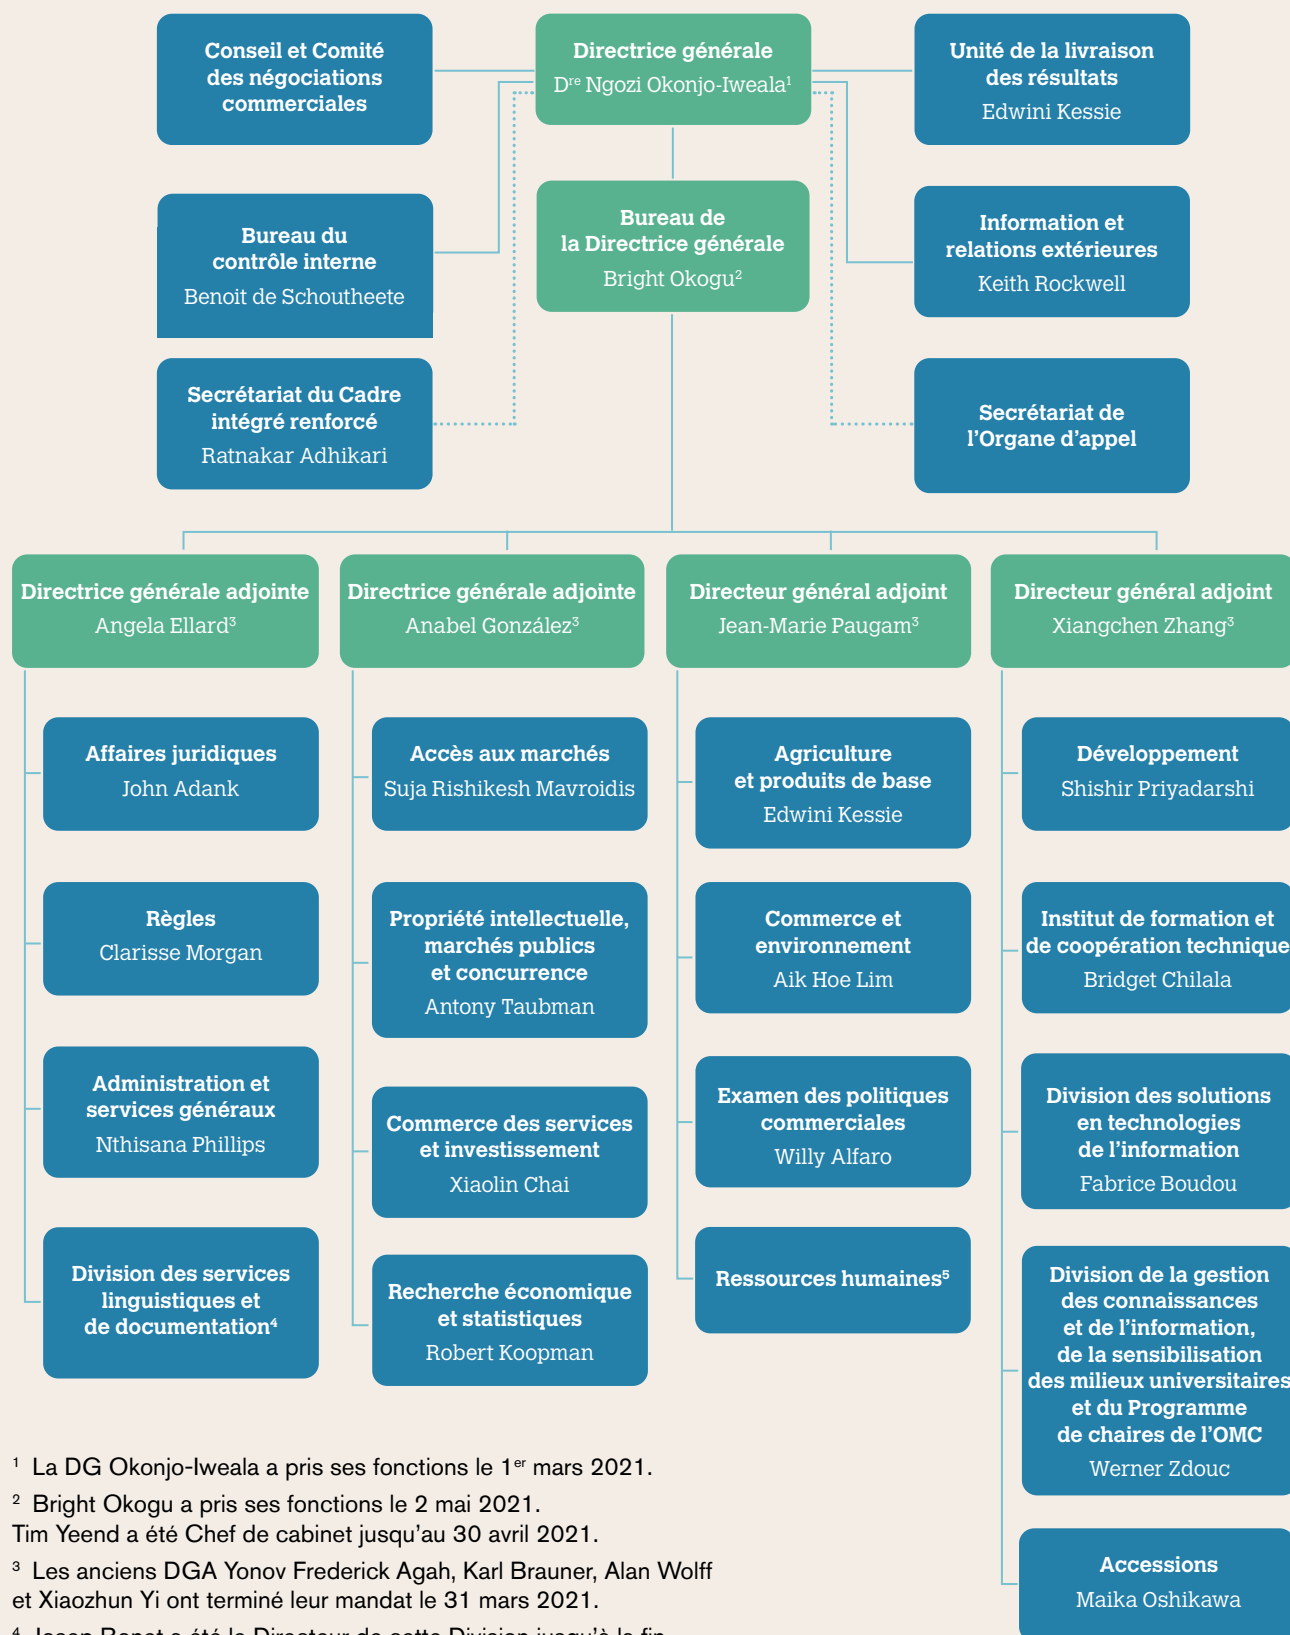 Conseil et Comité
des négociations
commerciales
Directrice générale
Dre Ngozi Okonjo-Iweala1
Unité de la livraison
des résultats
Edwini Kessie
Bureau du
contrôle interne
Benoit de Schoutheete
Bureau de
la Directrice générale
Bright Okogu2
Information et
relations extérieures
Keith Rockwell
Secrétariat du Cadre
intégré renforcé
Ratnakar Adhikari
Secrétariat de
l'Organe d'appel
Directrice générale adjointe
Angela Ellard3
Directrice générale adjointe
Anabel González3
Directeur général adjoint
Jean-Marie Paugam3
Directeur général adjoint
Xiangchen Zhang3
Affaires juridiques
John Adank
Règles
Clarisse Morgan
Administration et
services généraux
Nthisana Phillips
Division des services
linguistiques et
de documentation4
Accès aux marchés
Suja Rishikesh Mavroidis
Propriété intellectuelle,
marchés publics
et concurrence
Antony Taubman
Commerce des services
et investissement
Xiaolin Chai
Recherche économique
et statistiques
Robert Koopman
Agriculture
et produits de base
Edwini Kessie
Commerce et
environnement
Aik Hoe Lim
Examen des politiques
commerciales
Willy Alfaro
Ressources humaines5
Développement
Shishir Priyadarshi
Institut de formation et
de coopération technique
Bridget Chilala
Division des solutions
en technologies
de l'information
Fabrice Boudou
Division de la gestion
des connaissances
et de l'information,
de la sensibilisation
des milieux universitaires
et du Programme
de chaires de l'OMC
Werner Zdouc
Accessions
Maika Oshikawa
1 La DG Okonjo-Iweala a pris ses fonctions le 1er mars 2021.
2 Bright Okogu a pris ses fonctions le 2 mai 2021.
Tim Yeend a été Chef de cabinet jusqu'au 30 avril 2021.
3 Les anciens DGA Yonov Frederick Agah, Karl Brauner, Alan Wolff
et Xiaozhun Yi ont terminé leur mandat le 31 mars 2021.
4 Josep Bonet a été le Directeur de cette Division jusqu'à la fin